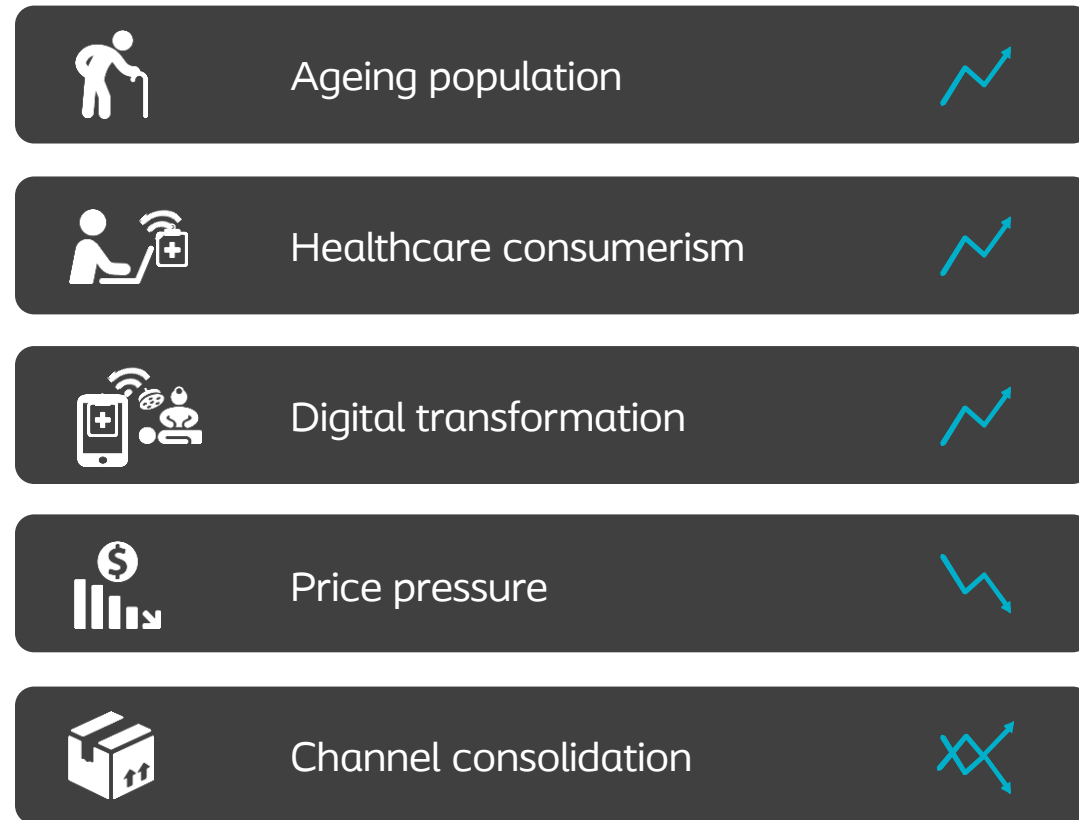 Ageing population
Healthcare consumerism
Digital transformation
$
Price pressure
Channel consolidation